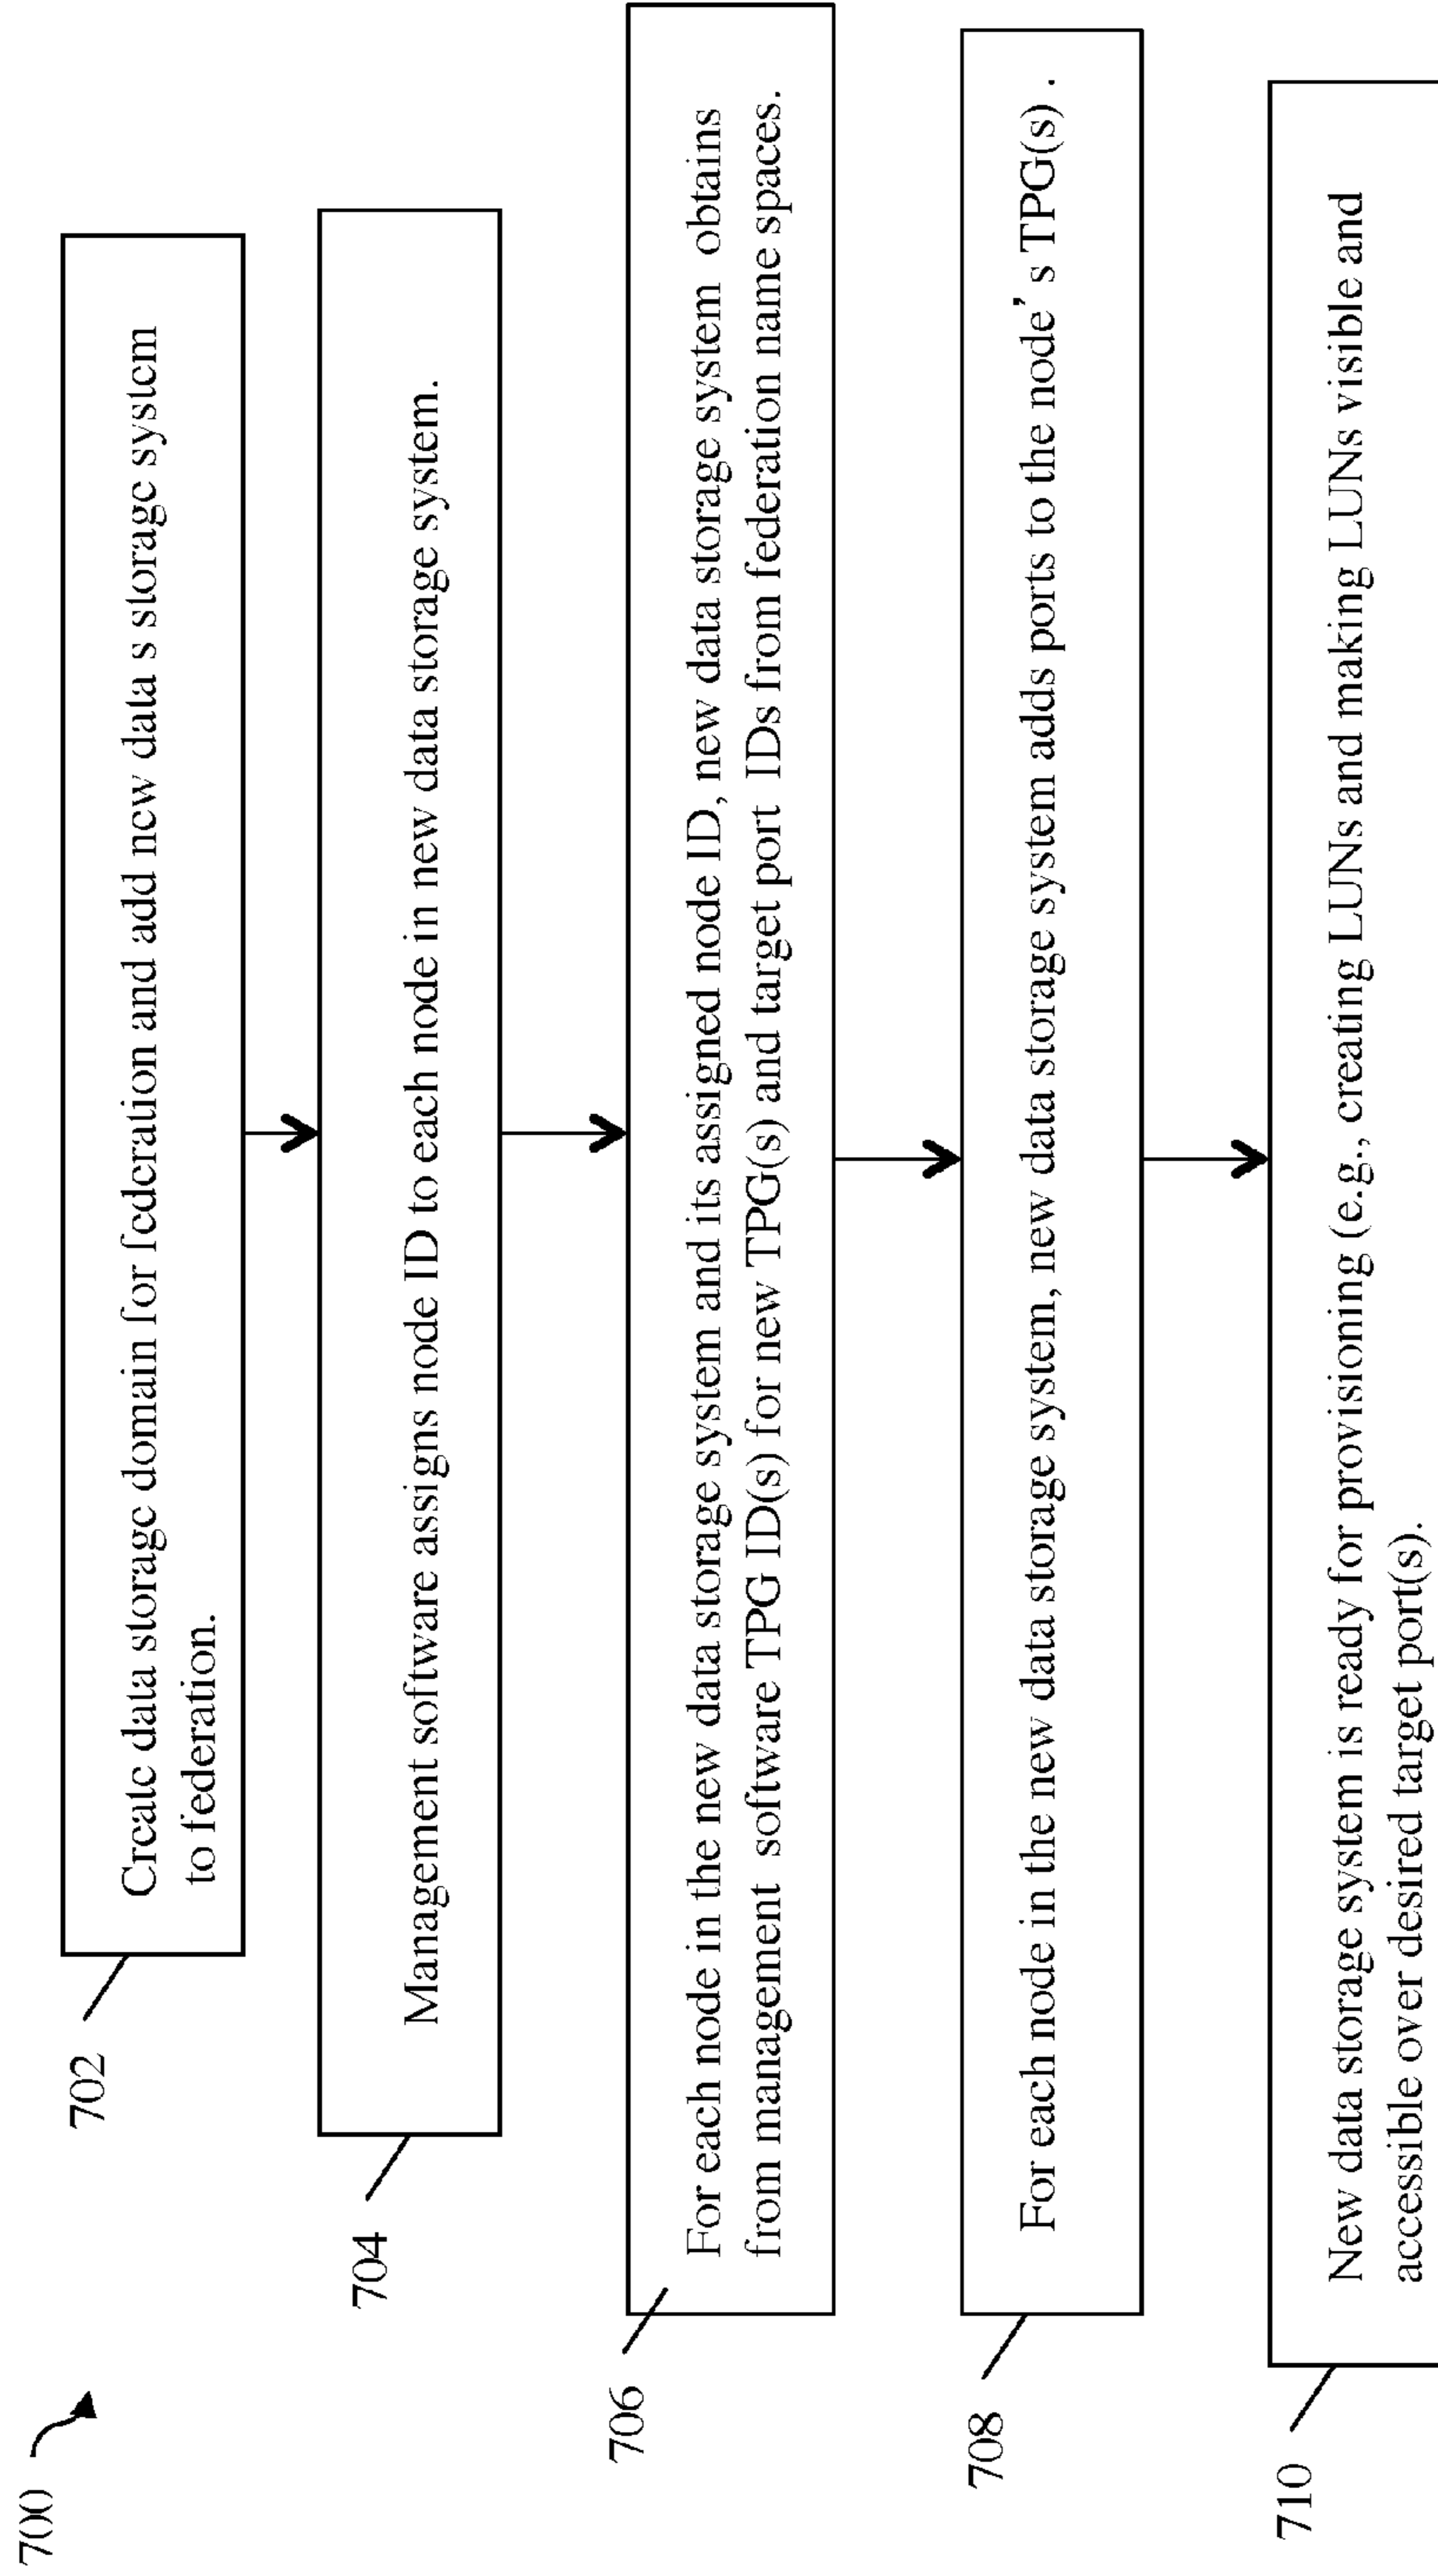 700
702
Create data storage domain for federation and add new data s storage system
to federation.
704
Management software assigns node ID to each node in new data storage system.
706
For each node in the new data storage system and its assigned node ID, new data storage system obtains
from management software TPG ID(s) for new TPG(s) and target port IDs from federation name spaces.
708
For each node in the new data storage system, new data storage system adds ports to the node's TPG(s) .
710
New data storage system is ready for provisioning (e.g., creating LUNs and making LUNs visible and
accessible over desired target port(s).